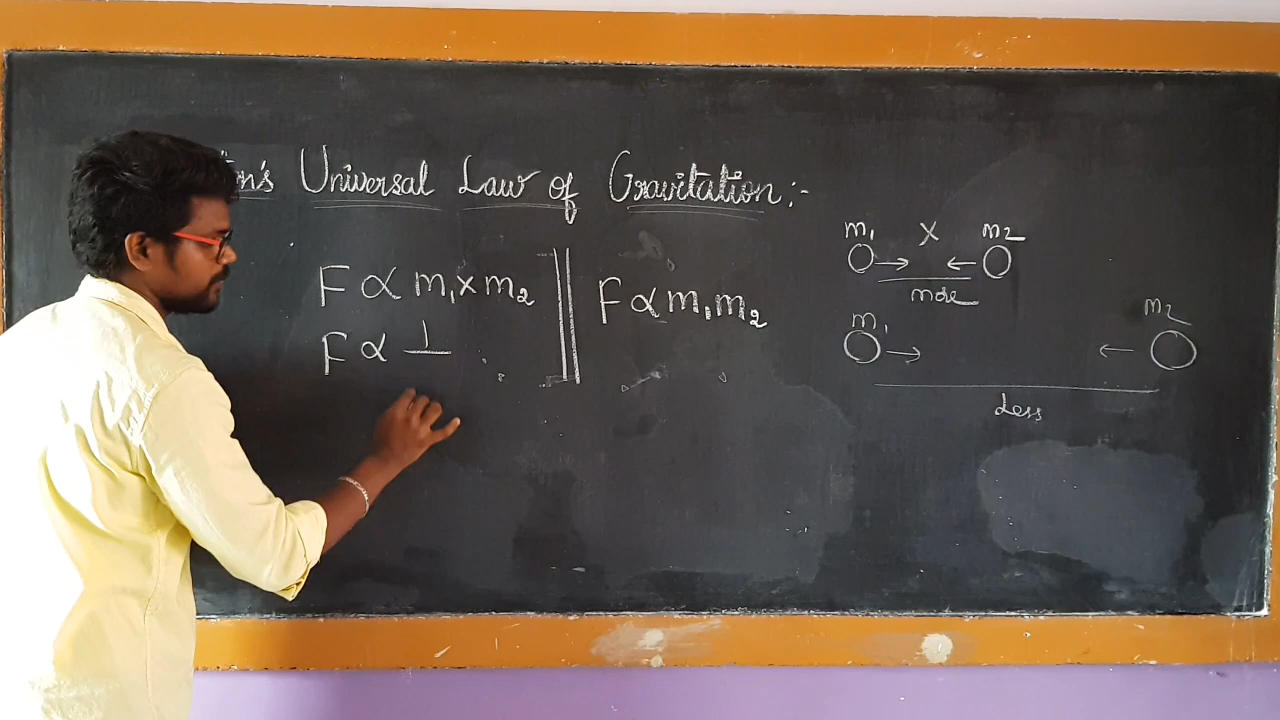 n's Universal Law of Gravitation:-
F ∝ m₁ x m₂
F ∝ 1
F ∝ m₁m₂
m₁ X m₂
more
m₁ m₂
Less